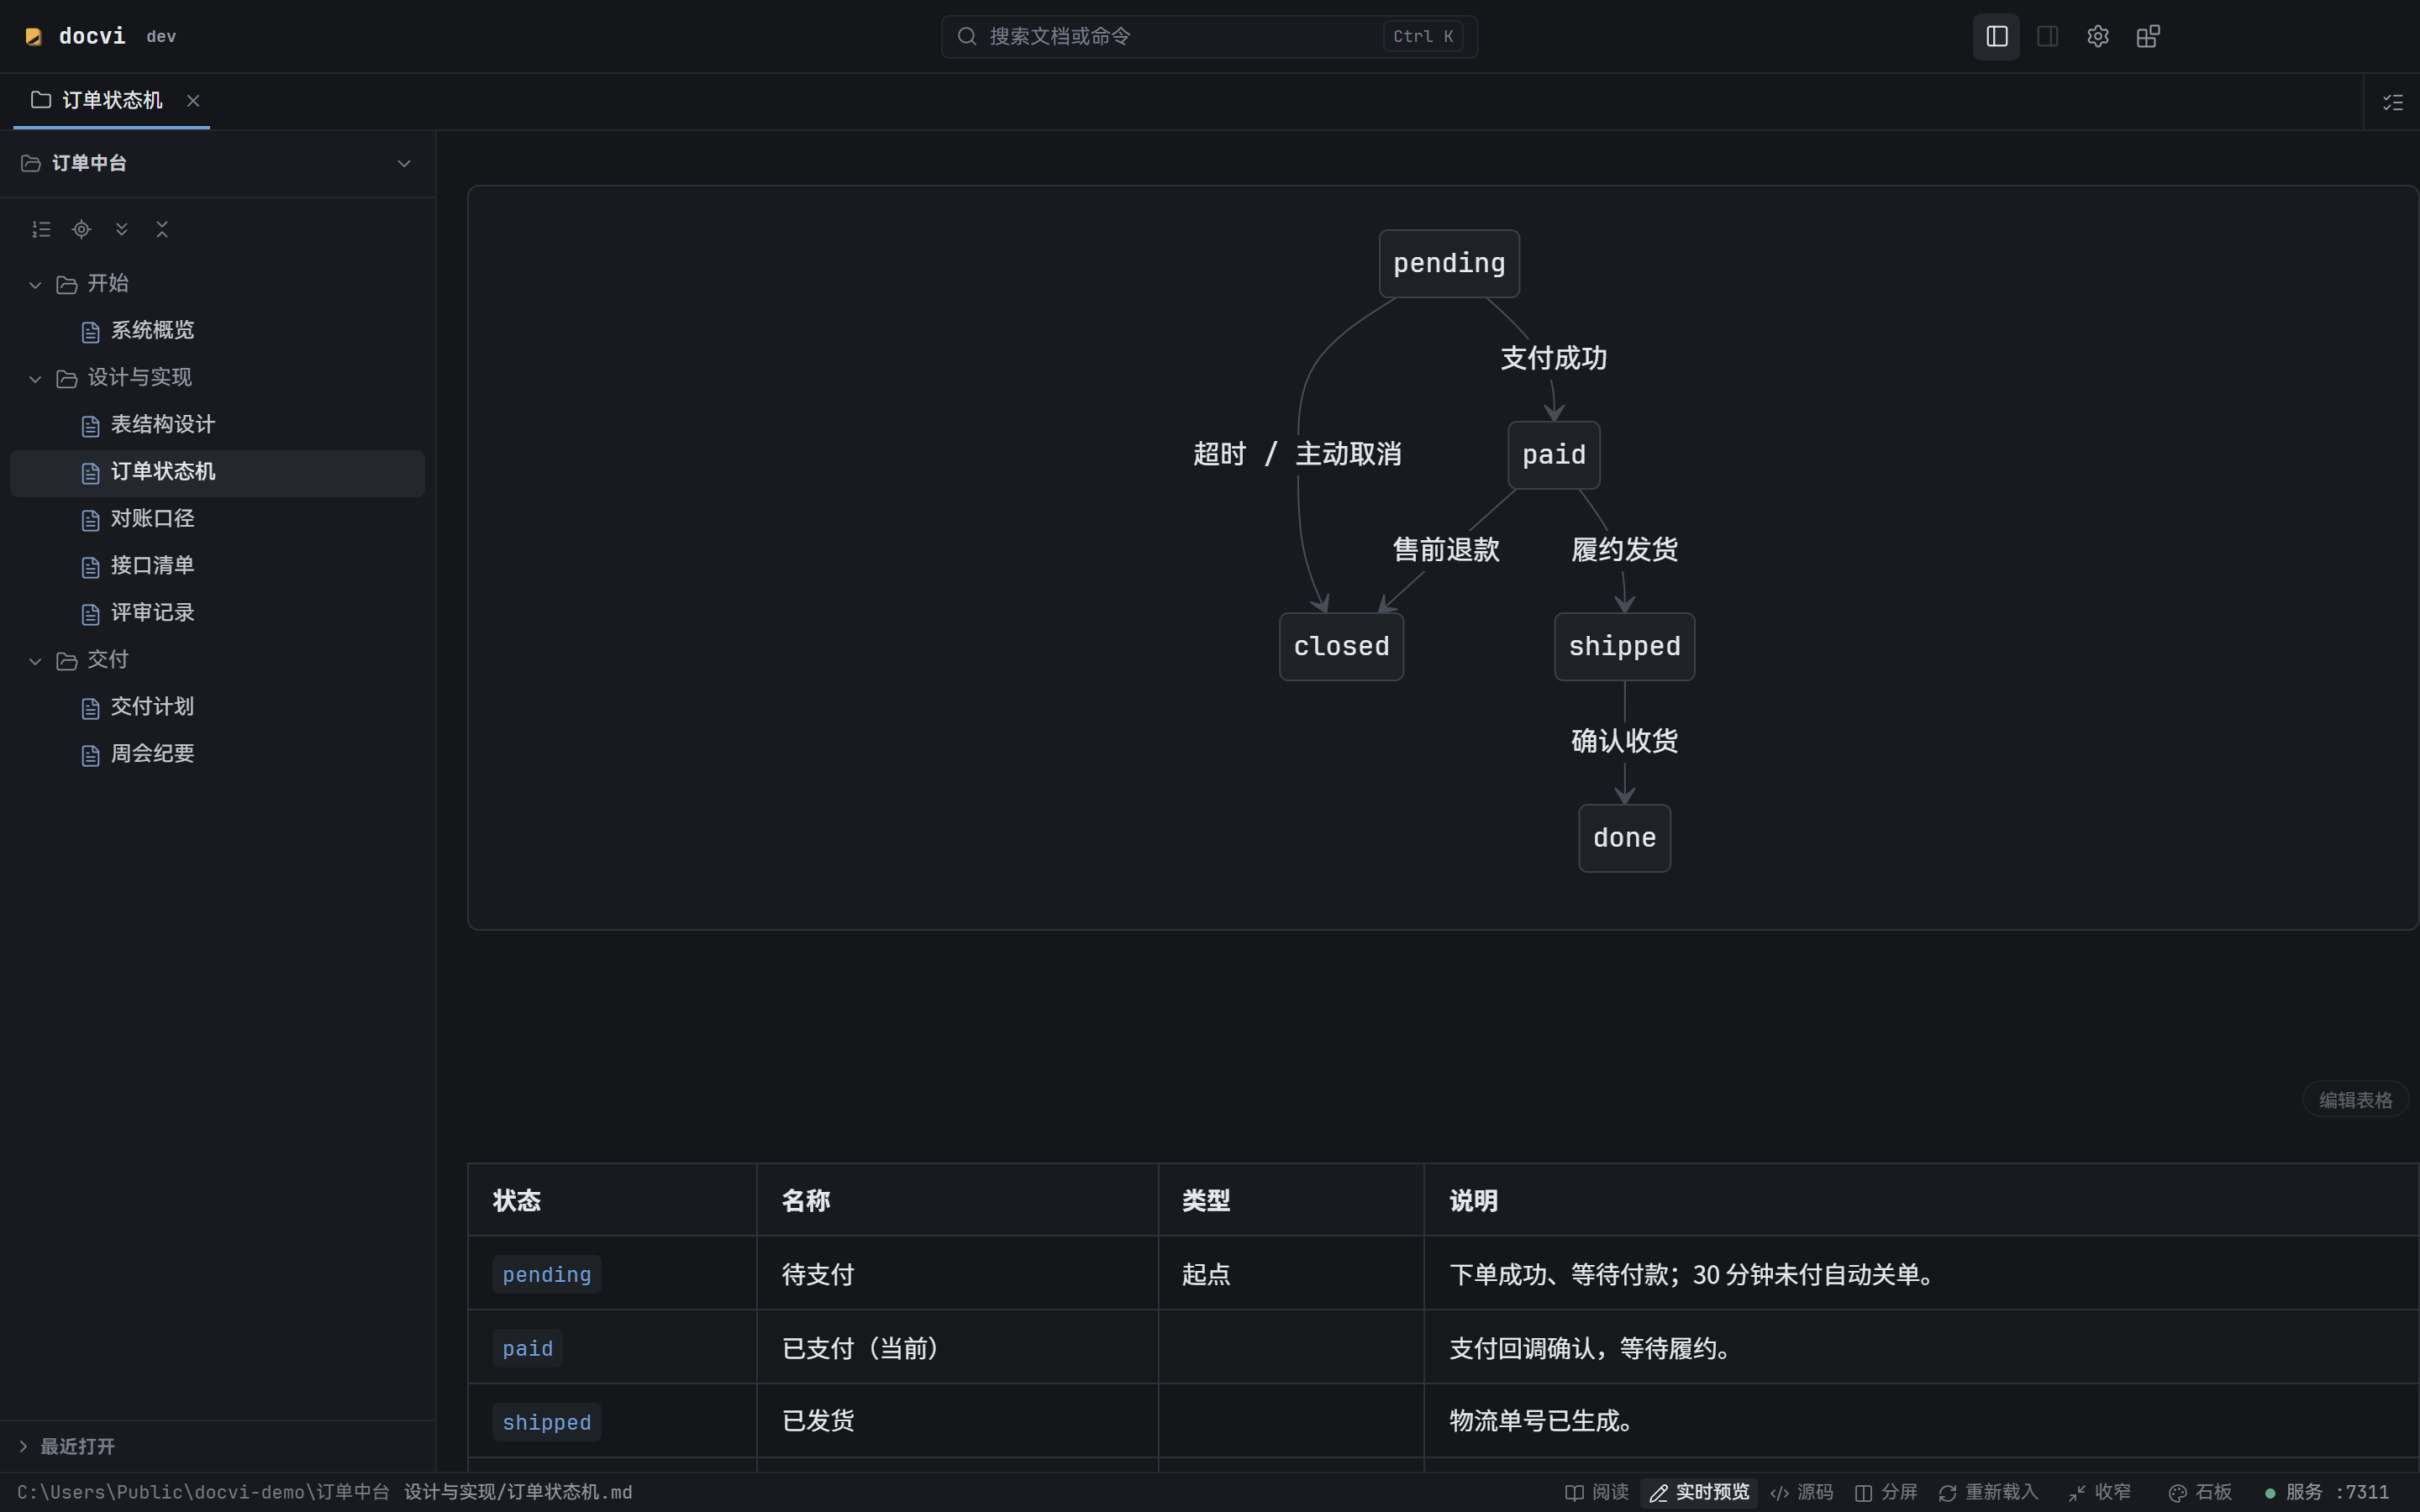 docvi dev
搜索文档或命令 Ctrl K
订单状态机
订单中台
开始
系统概览
设计与实现
表结构设计
订单状态机
对账口径
接口清单
评审记录
交付
交付计划
周会纪要
最近打开
pending
支付成功
超时 / 主动取消
paid
售前退款
履约发货
closed
shipped
确认收货
done
编辑表格
状态 名称 类型 说明
pending 待支付 起点 下单成功、等待付款；30 分钟未付自动关单。
paid 已支付（当前） 支付回调确认，等待履约。
shipped 已发货 物流单号已生成。
C:\Users\Public\docvi-demo\订单中台 设计与实现/订单状态机.md 阅读 实时预览 源码 分屏 重新载入 收窄 石板 服务 :7311